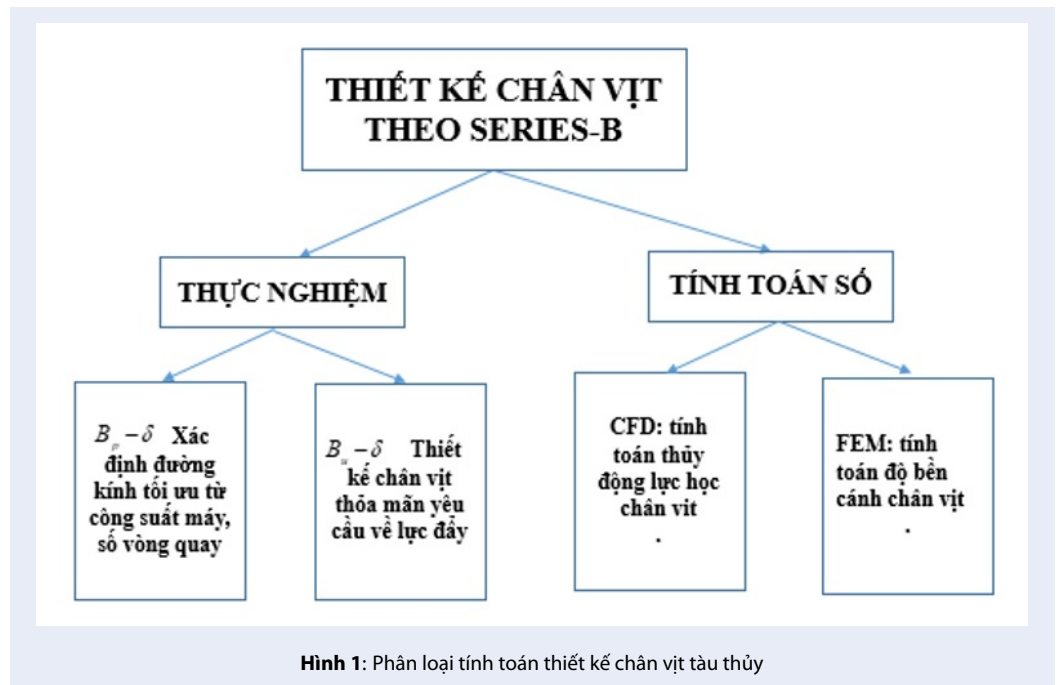 THIẾT KẾ CHÂN VỊT
THEO SERIES-B
THỰC NGHIỆM
TÍNH TOÁN SỐ
B_p – δ Xác
định đường
kính tối ưu từ
công suất máy,
số vòng quay
B_u – δ Thiết
kế chân vịt
thỏa mãn yêu
cầu về lực đẩy
CFD: tính
toán thủy
động lực học
chân vit
.
FEM: tính
toán độ bền
cánh chân vịt
.
Hình 1: Phân loại tính toán thiết kế chân vịt tàu thủy